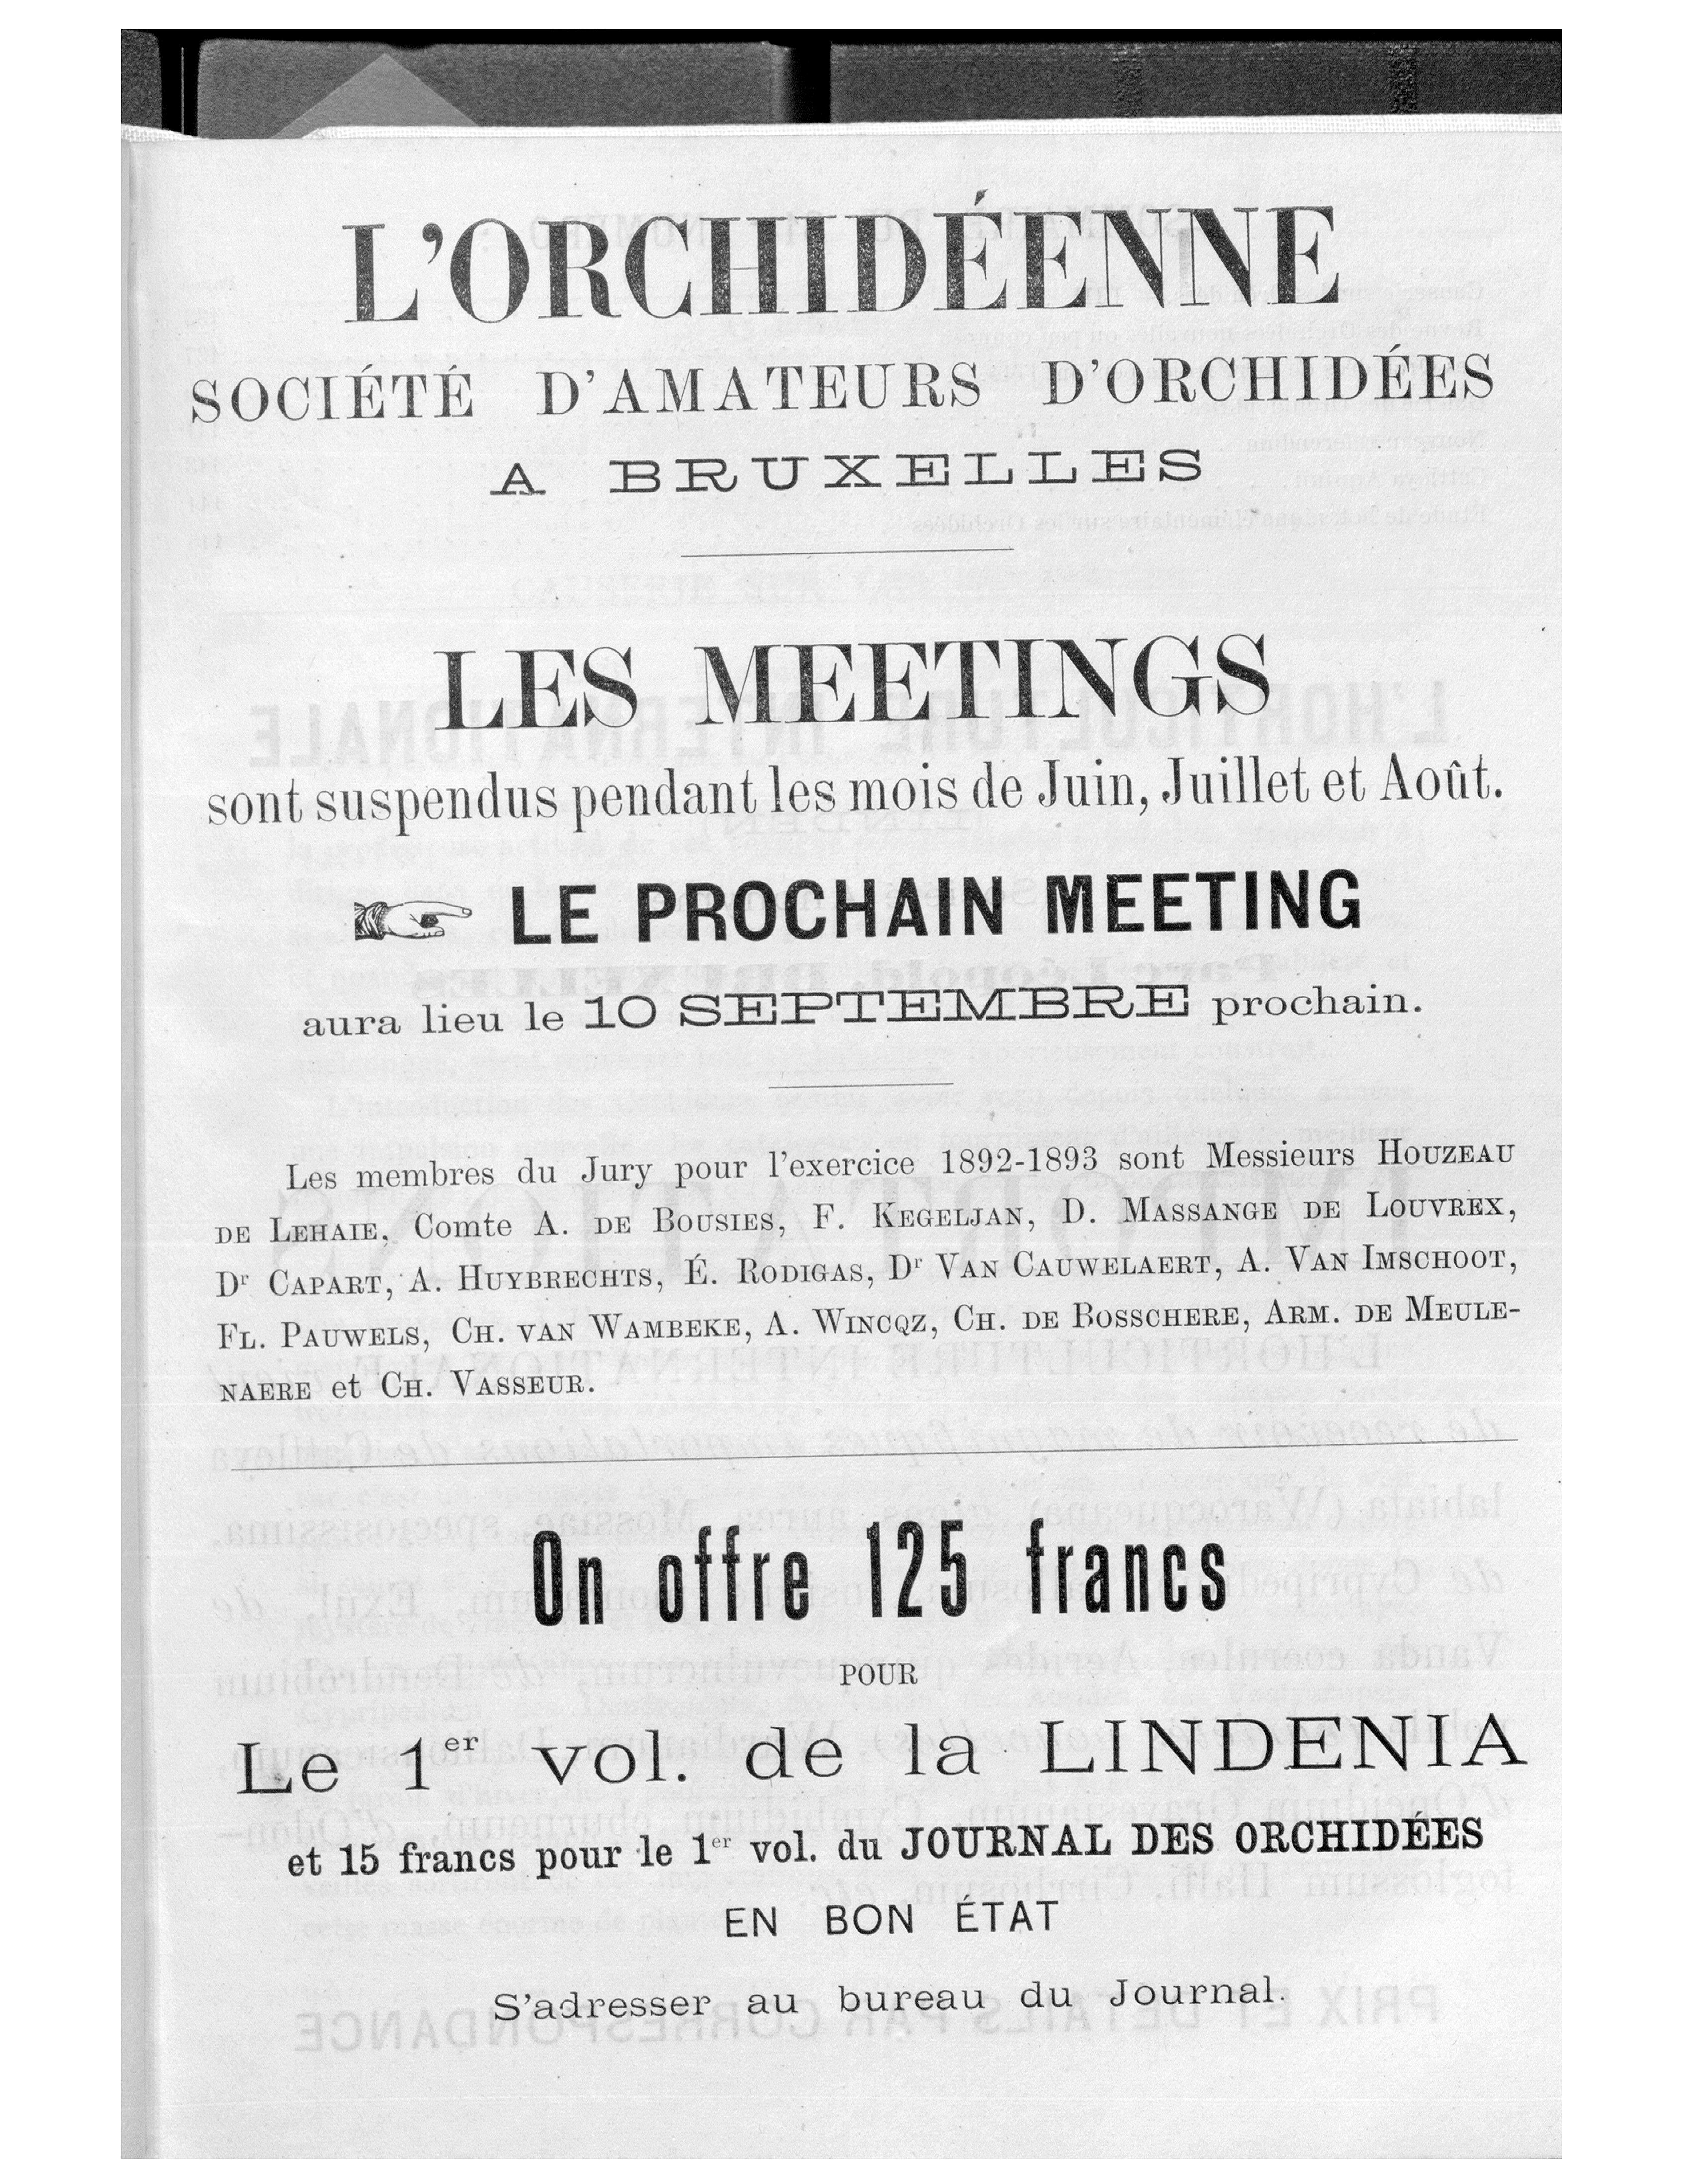 L'ORCHIDÉENNE
SOCIÉTÉ D'AMATEURS D'ORCHIDÉES
A BRUXELLES
LES MEETINGS
sont suspendus pendant les mois de Juin, Juillet et Août.
LE PROCHAIN MEETING
aura lieu le 10 SEPTEMBRE prochain.
Les membres du Jury pour l'exercice 1892-1893 sont Messieurs HOUZEAU
DE LEHAIE, Comte A. DE BOUSIES, F. KEGELJAN, D. MASSANGE DE LOUVREX,
Dr CAPART, A. HUYBRECHTS, É. RODIGAS, Dr VAN CAUWELAERT, A. VAN IMSCHOOT,
FL. PAUWELS, CH. VAN WAMBEKE, A. WINCQZ, CH. DE BOSSCHERE, ARM. DE MEULE-
NAERE et CH. VASSEUR.
On offre 125 francs
POUR
Le 1er vol. de la LINDENIA
et 15 francs pour le 1er vol. du JOURNAL DES ORCHIDÉES
EN BON ÉTAT
S'adresser au bureau du Journal.